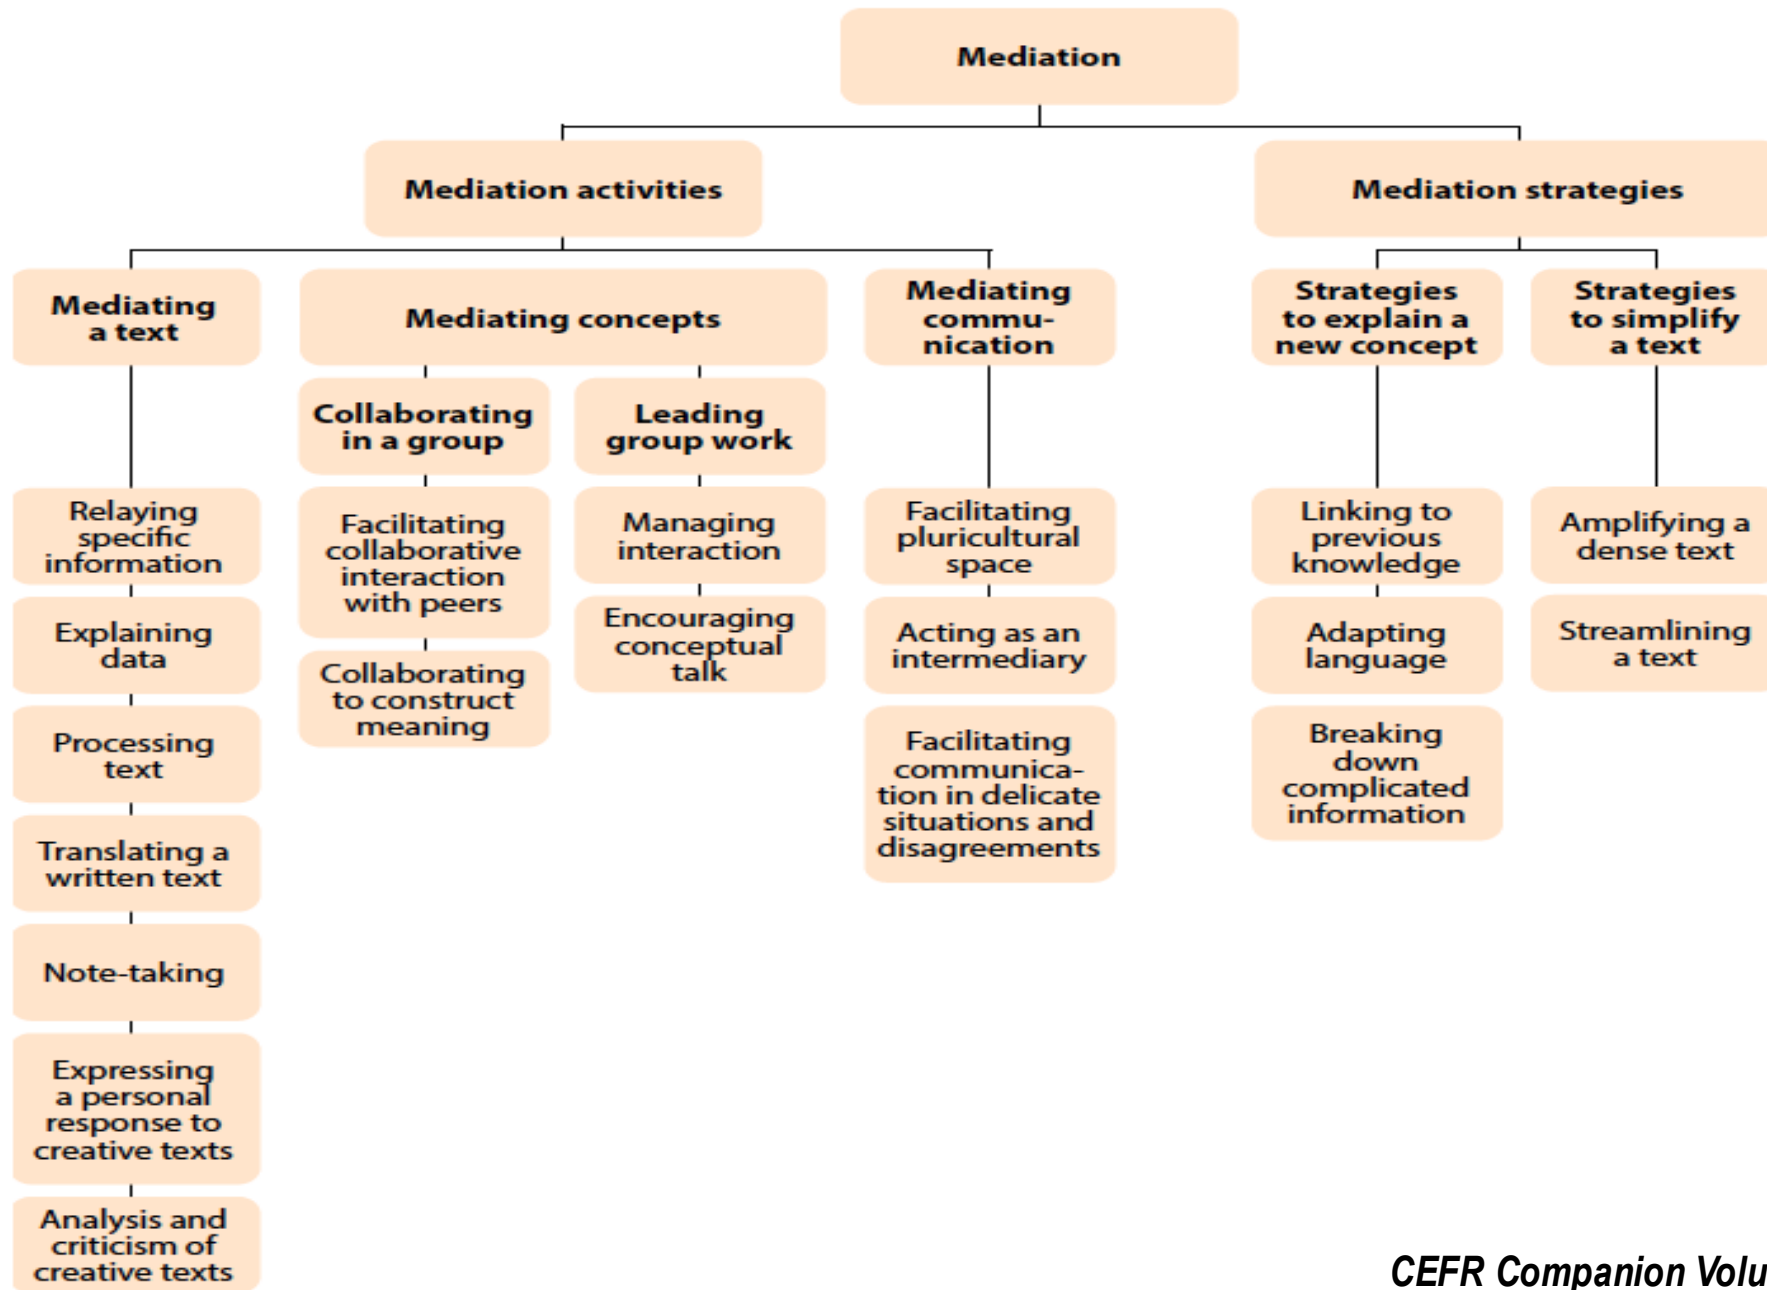 Mediation
Mediation activities
Mediation strategies
Mediating
a text
Mediating concepts
Mediating
commu-
nication
Strategies
to explain a
new concept
Strategies
to simplify
a text
Collaborating
in a group
Leading
group work
Relaying
specific
information
Explaining
data
Processing
text
Translating a
written text
Note-taking
Expressing
a personal
response to
creative texts
Analysis and
criticism of
creative texts
Facilitating
collaborative
interaction
with peers
Collaborating
to construct
meaning
Managing
interaction
Encouraging
conceptual
talk
Facilitating
pluricultural
space
Acting as an
intermediary
Facilitating
communica-
tion in delicate
situations and
disagreements
Linking to
previous
knowledge
Adapting
language
Breaking
down
complicated
information
Amplifying a
dense text
Streamlining
a text
CEFR Companion Volu